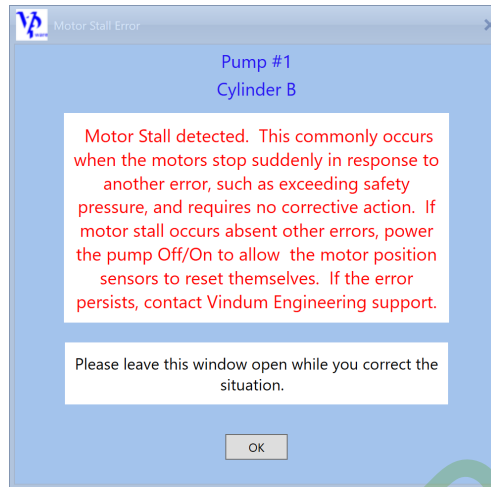 Motor Stall Error
Pump #1
Cylinder B
Motor Stall detected. This commonly occurs
when the motors stop suddenly in response to
another error, such as exceeding safety
pressure, and requires no corrective action. If
motor stall occurs absent other errors, power
the pump Off/On to allow the motor position
sensors to reset themselves. If the error
persists, contact Vindum Engineering support.
Please leave this window open while you correct the
situation.
OK